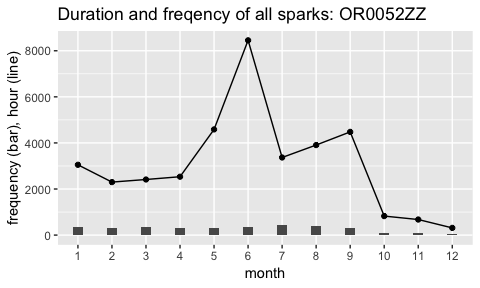 Duration and freqency of all sparks: OR0052ZZ
frequency (bar), hour (line)
8000
6000
4000
2000
0
1 2 3 4 5 6 7 8 9 10 11 12
month